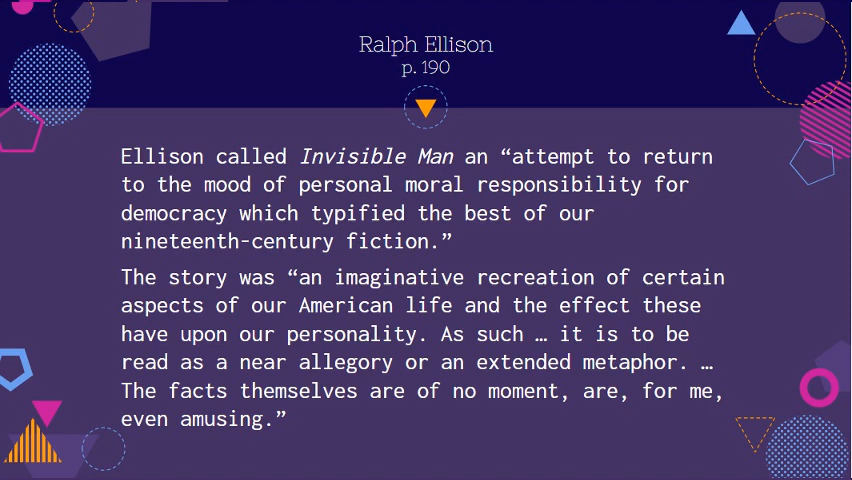 Ralph Ellison
p. 190
Ellison called Invisible Man an “attempt to return
to the mood of personal moral responsibility for
democracy which typified the best of our
nineteenth-century fiction.”
The story was “an imaginative recreation of certain
aspects of our American life and the effect these
have upon our personality. As such … it is to be
read as a near allegory or an extended metaphor. …
The facts themselves are of no moment, are, for me,
even amusing.”